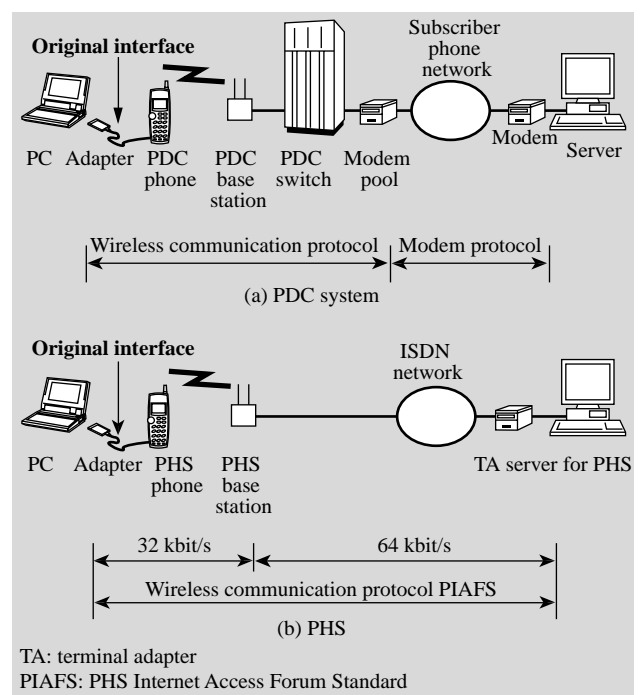 Subscriber
phone
network
Original interface
Modem
Server
PC Adapter PDC PDC PDC Modem
phone base switch pool
station
Wireless communication protocol Modem protocol
(a) PDC system
Original interface
ISDN
network
PC Adapter PHS PHS TA server for PHS
phone base
station
32 kbit/s 64 kbit/s
Wireless communication protocol PIAFS
(b) PHS
TA: terminal adapter
PIAFS: PHS Internet Access Forum Standard